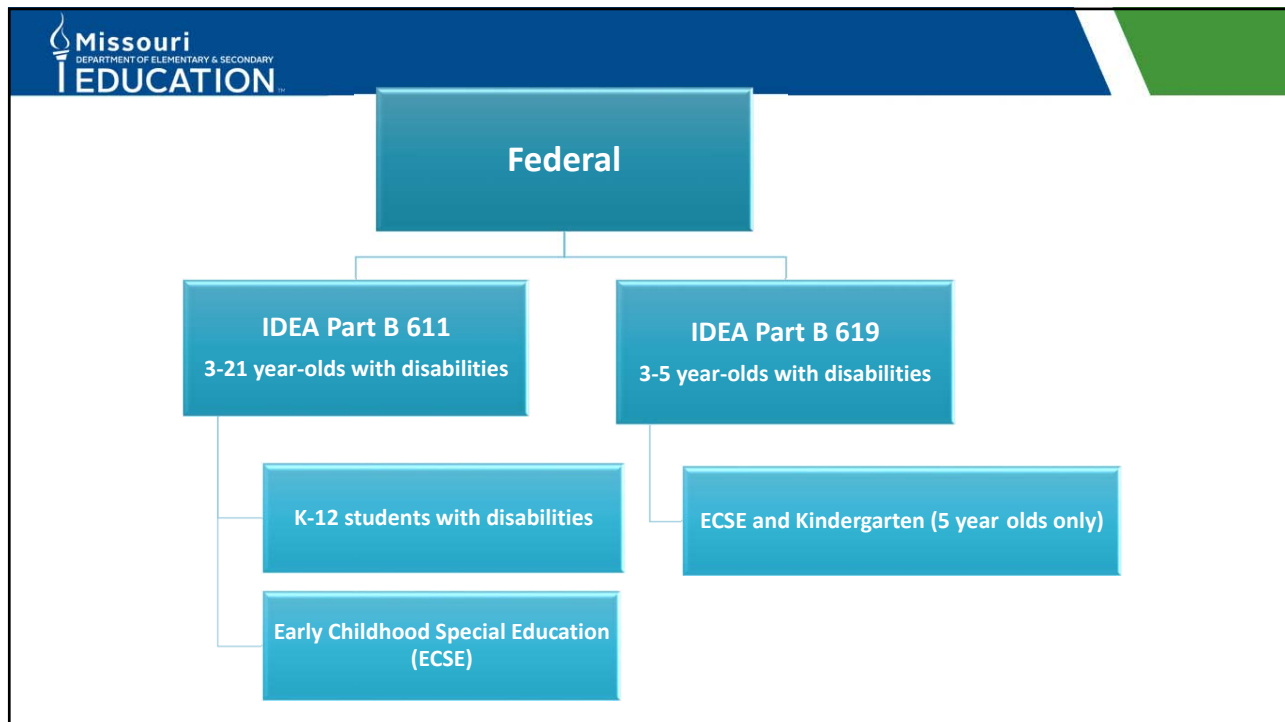 Missouri
DEPARTMENT OF ELEMENTARY & SECONDARY
EDUCATION™
Federal
IDEA Part B 611
3-21 year-olds with disabilities
IDEA Part B 619
3-5 year-olds with disabilities
K-12 students with disabilities
ECSE and Kindergarten (5 year olds only)
Early Childhood Special Education
(ECSE)